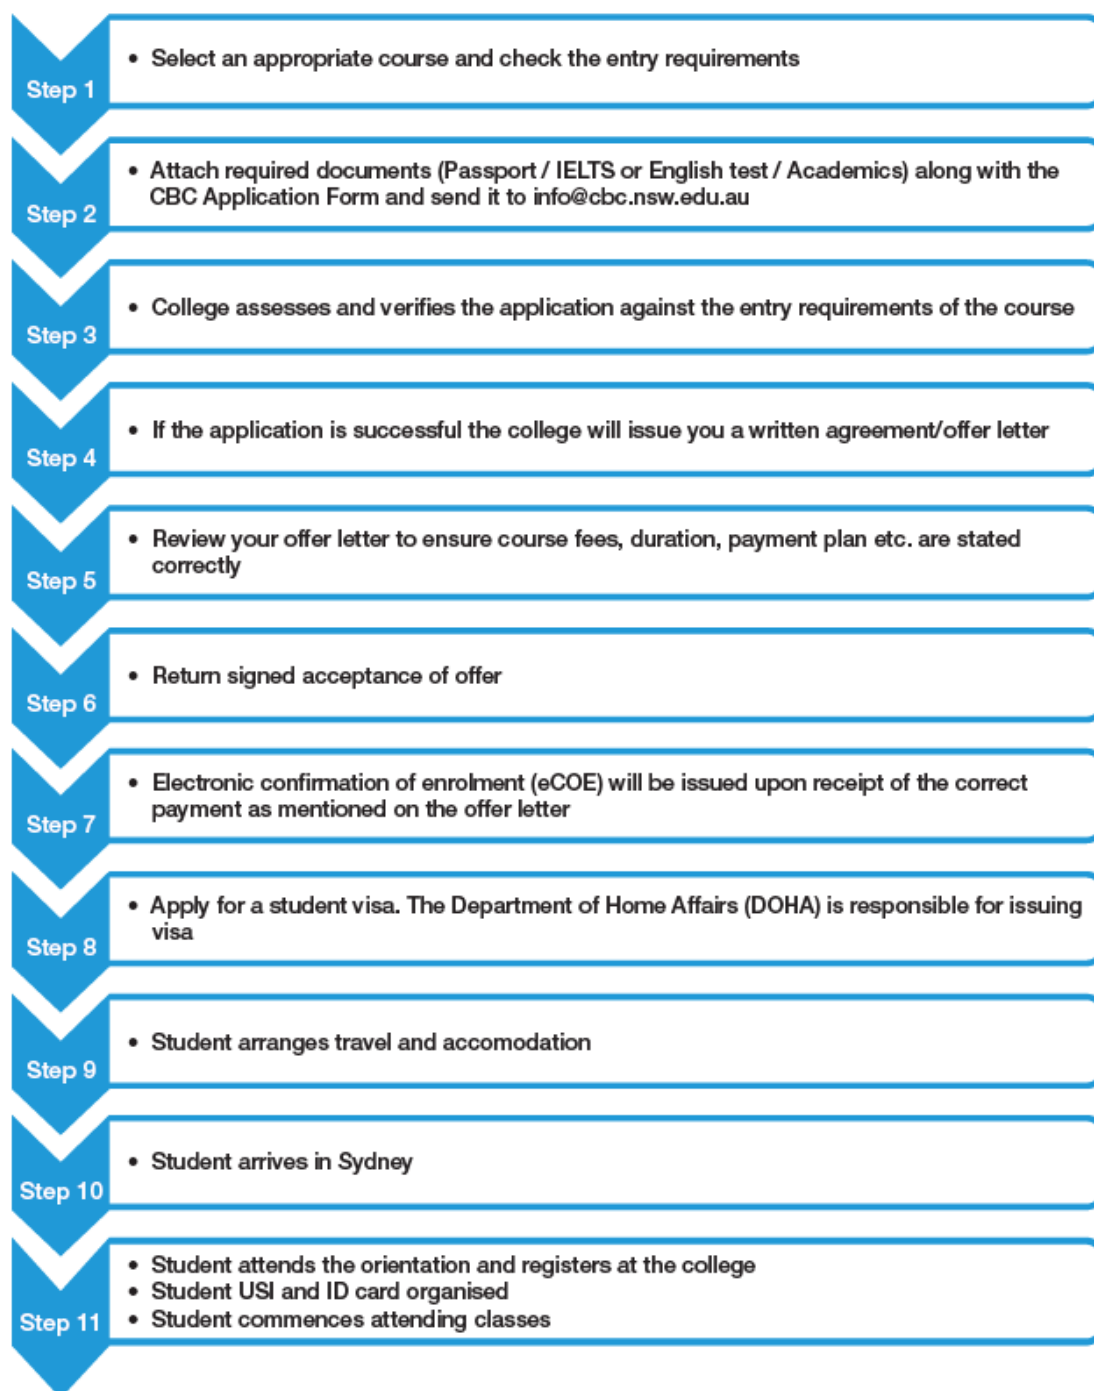 Step 1
• Select an appropriate course and check the entry requirements
Step 2
• Attach required documents (Passport / IELTS or English test / Academics) along with the
CBC Application Form and send it to info@cbc.nsw.edu.au
Step 3
• College assesses and verifies the application against the entry requirements of the course
Step 4
• If the application is successful the college will issue you a written agreement/offer letter
Step 5
• Review your offer letter to ensure course fees, duration, payment plan etc. are stated
correctly
Step 6
• Return signed acceptance of offer
Step 7
• Electronic confirmation of enrolment (eCOE) will be issued upon receipt of the correct
payment as mentioned on the offer letter
Step 8
• Apply for a student visa. The Department of Home Affairs (DOHA) is responsible for issuing
visa
Step 9
• Student arranges travel and accomodation
Step 10
• Student arrives in Sydney
Step 11
• Student attends the orientation and registers at the college
• Student USI and ID card organised
• Student commences attending classes